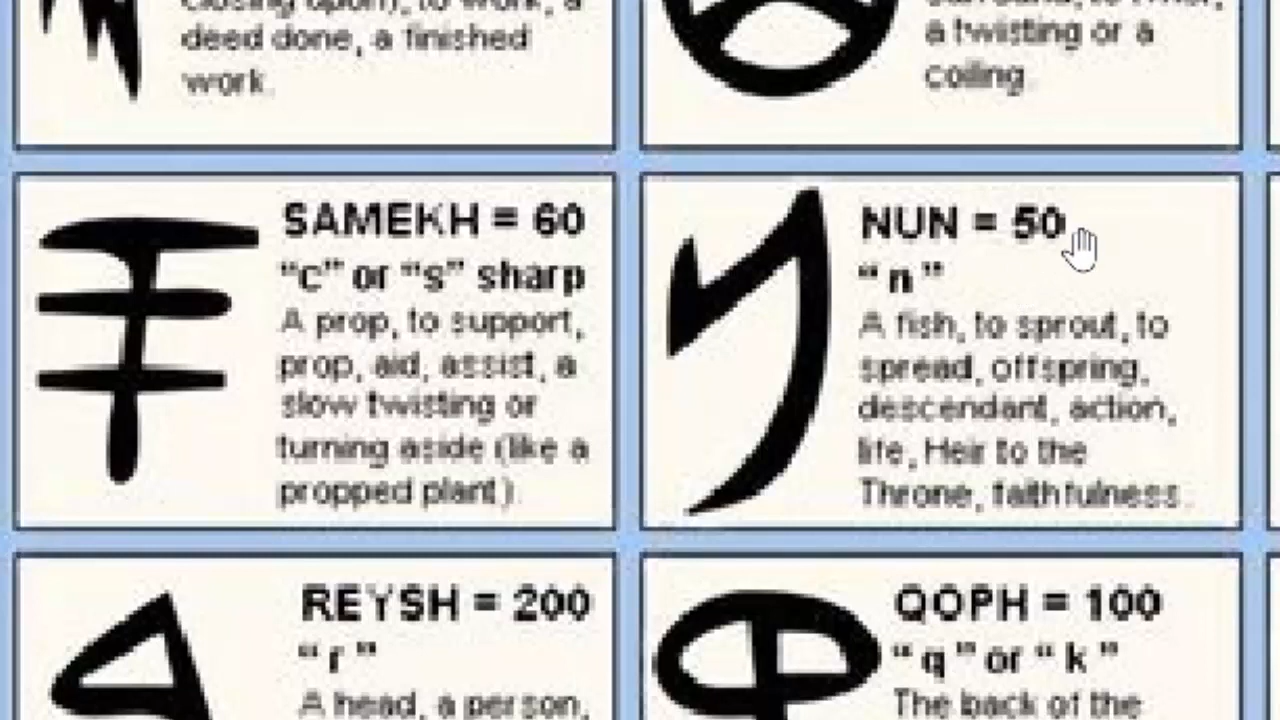 closing upon), to work, a
deed done, a finished
work.
a twisting or a
coiling.
SAMEKH = 60
“c” or “s” sharp
A prop, to support,
prop, aid, assist, a
slow twisting or
turning aside (like a
propped plant).
NUN = 50
“ n ”
A fish, to sprout, to
spread, offspring,
descendant, action,
life, Heir to the
Throne, faithfulness.
REYSH = 200
“ r ”
A head, a person,
QOPH = 100
“ q ” or “ k ”
The back of the